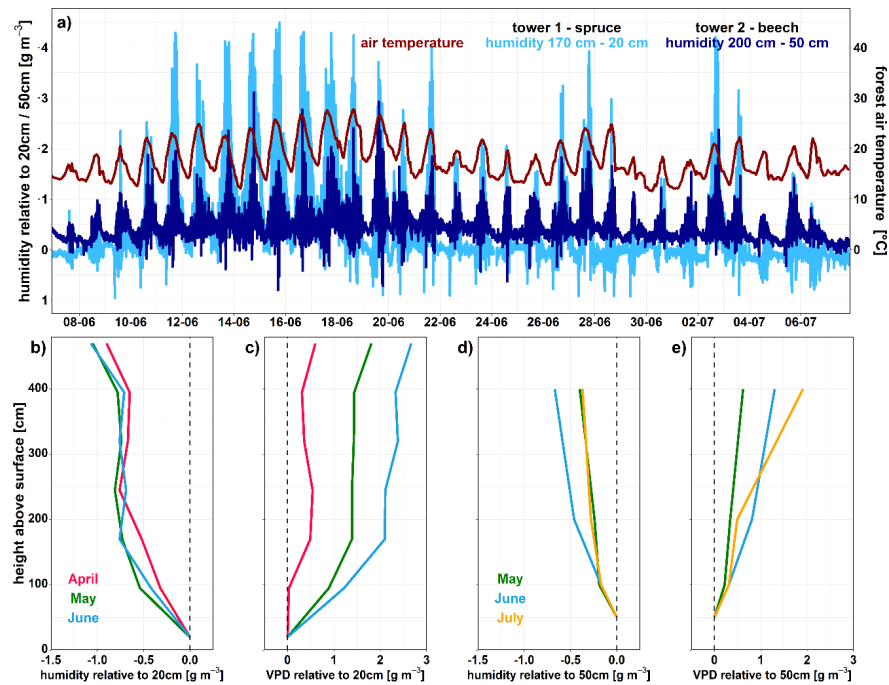 a)
tower 1 - spruce
tower 2 - beech
air temperature
humidity 170 cm - 20 cm
humidity 200 cm - 50 cm
humidity relative to 20cm / 50cm [g m⁻³]
-4
-3
-2
-1
0
1
40
30
20
10
0
forest air temperature [°C]
08-06 10-06 12-06 14-06 16-06 18-06 20-06 22-06 24-06 26-06 28-06 30-06 02-07 04-07 06-07
b)
c)
d)
e)
height above surface [cm]
400
300
200
100
0
April
May
June
May
June
July
-1.5 -1.0 -0.5 0.0
0 1 2 3
-1.5 -1.0 -0.5 0.0
0 1 2 3
humidity relative to 20cm [g m⁻³]
VPD relative to 20cm [g m⁻³]
humidity relative to 50cm [g m⁻³]
VPD relative to 50cm [g m⁻³]